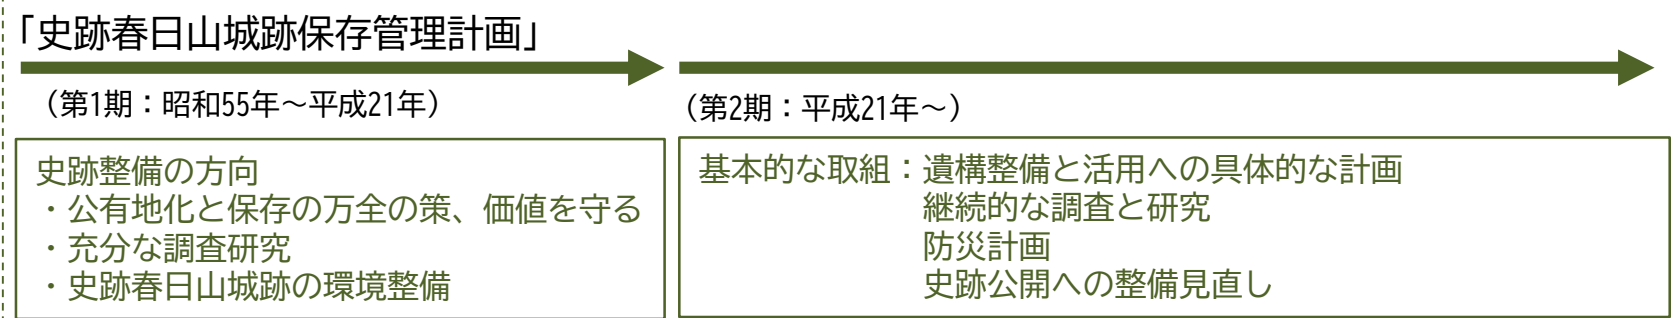 「史跡春日山城跡保存管理計画」
（第1期：昭和55年～平成21年）
史跡整備の方向
・公有地化と保存の万全の策、価値を守る
・充分な調査研究
・史跡春日山城跡の環境整備
（第2期：平成21年～）
基本的な取組：遺構整備と活用への具体的な計画
継続的な調査と研究
防災計画
史跡公開への整備見直し